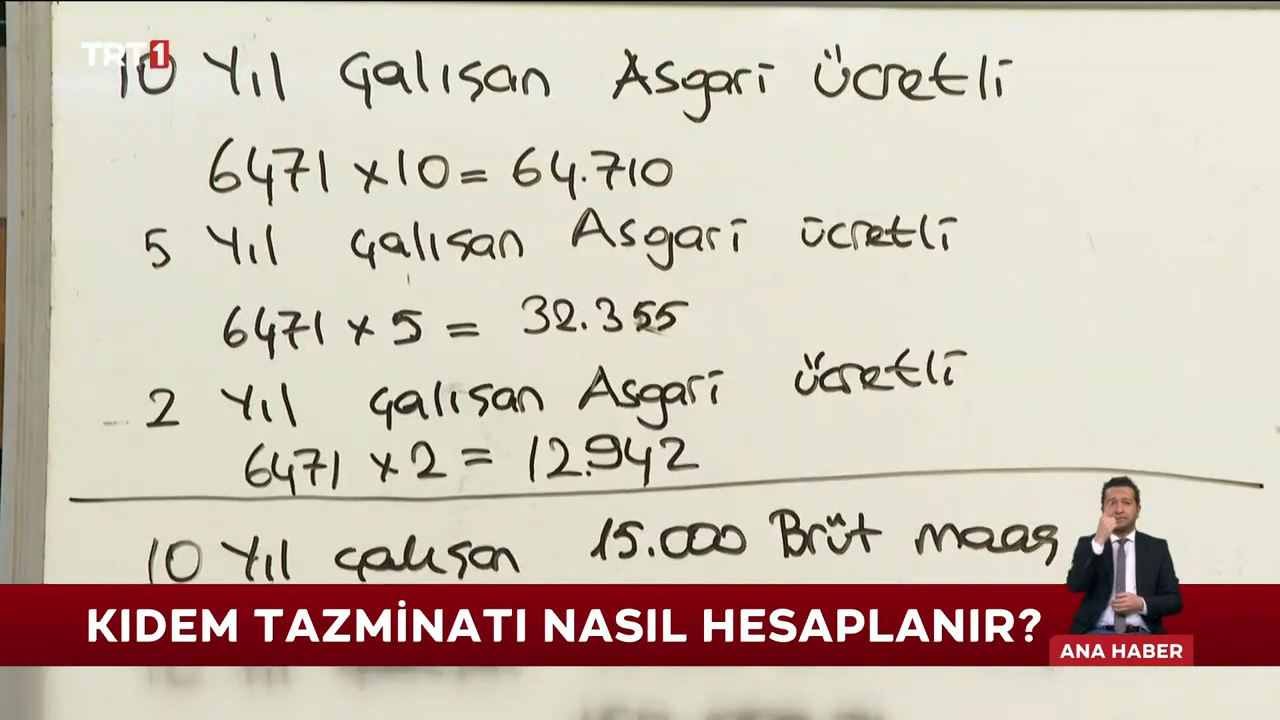 TRT1
10 Yıl Çalışan Asgari Ücretli
6471 x 10 = 64.710
5 Yıl Çalışan Asgari ücretli
6471 x 5 = 32.355
2 Yıl Çalışan Asgari ücretli
6471 x 2 = 12.942
10 Yıl Çalışan 15.000 Brüt maaş
KIDEM TAZMİNATI NASIL HESAPLANIR?
ANA HABER